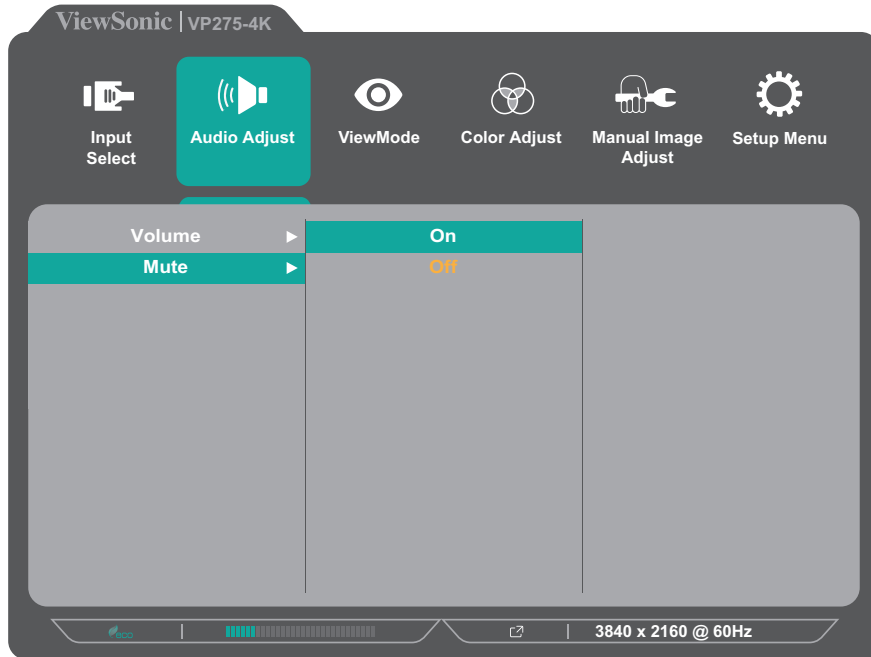 ViewSonic | VP275-4K
Input Select
Audio Adjust
ViewMode
Color Adjust
Manual Image Adjust
Setup Menu
Volume
On
Mute
Off
eco
3840 x 2160 @ 60Hz